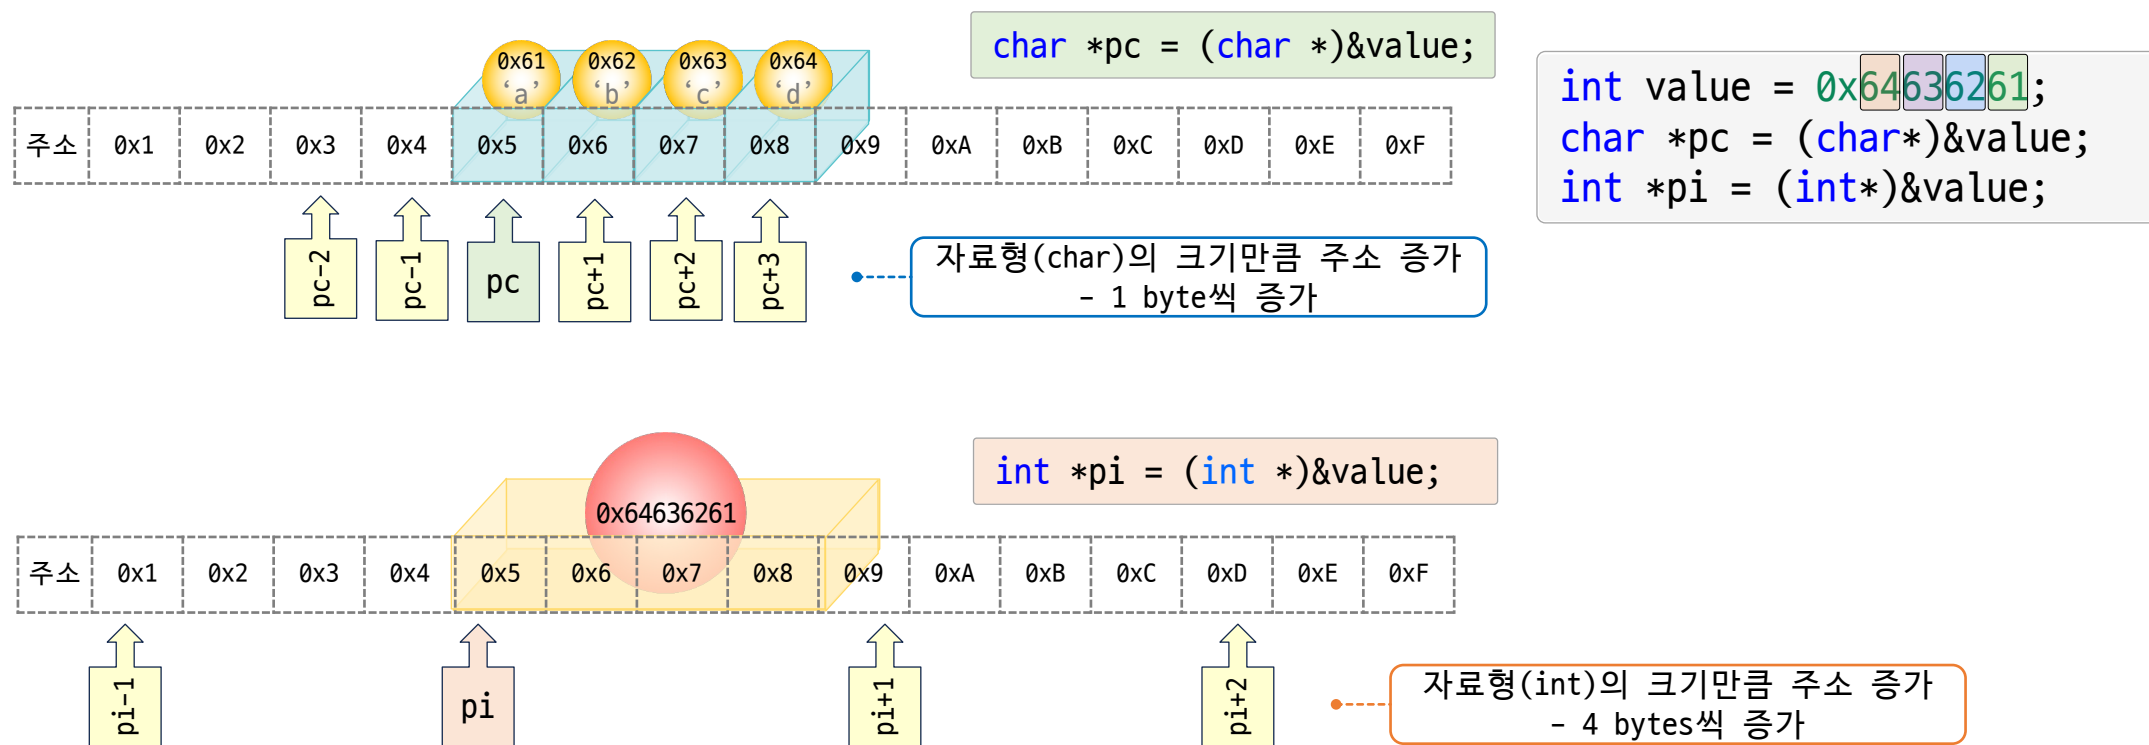 char *pc = (char *)&value;
int value = 0x64636261;
char *pc = (char*)&value;
int *pi = (int*)&value;
0x61 0x62 0x63 0x64
‘a’ ‘b’ ‘c’ ‘d’
주소 0x1 0x2 0x3 0x4 0x5 0x6 0x7 0x8 0x9 0xA 0xB 0xC 0xD 0xE 0xF
pc-2 pc-1 pc pc+1 pc+2 pc+3
자료형(char)의 크기만큼 주소 증가
- 1 byte씩 증가
int *pi = (int *)&value;
0x64636261
주소 0x1 0x2 0x3 0x4 0x5 0x6 0x7 0x8 0x9 0xA 0xB 0xC 0xD 0xE 0xF
pi-1 pi pi+1 pi+2
자료형(int)의 크기만큼 주소 증가
- 4 bytes씩 증가